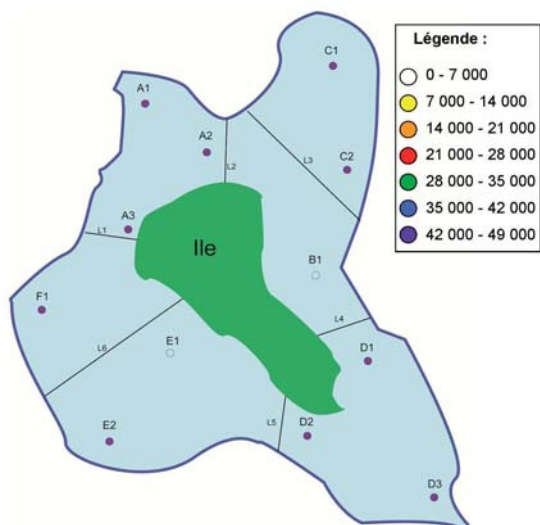 Légende :
0 - 7 000
7 000 - 14 000
14 000 - 21 000
21 000 - 28 000
28 000 - 35 000
35 000 - 42 000
42 000 - 49 000
C1
A1
A2
L2
L3
C2
A3
L1
Ile
B1
F1
L6
E1
L4
D1
E2
L5
D2
D3